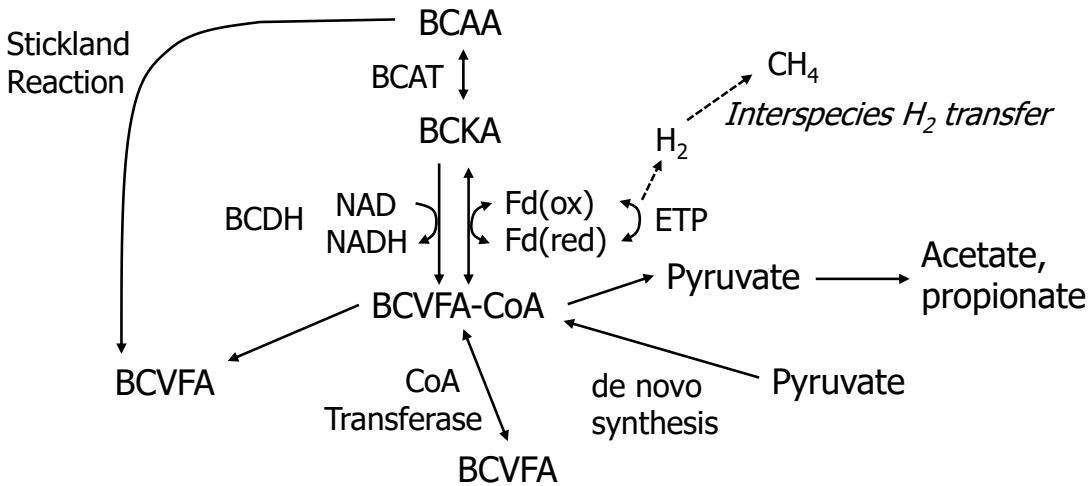 BCAA
Stickland
Reaction
BCAT
CH₄
Interspecies H₂ transfer
BCKA
H₂
BCDH
NAD
NADH
Fd(ox)
Fd(red)
ETP
BCVFA-CoA
Pyruvate
Acetate,
propionate
BCVFA
CoA
Transferase
de novo
synthesis
Pyruvate
BCVFA